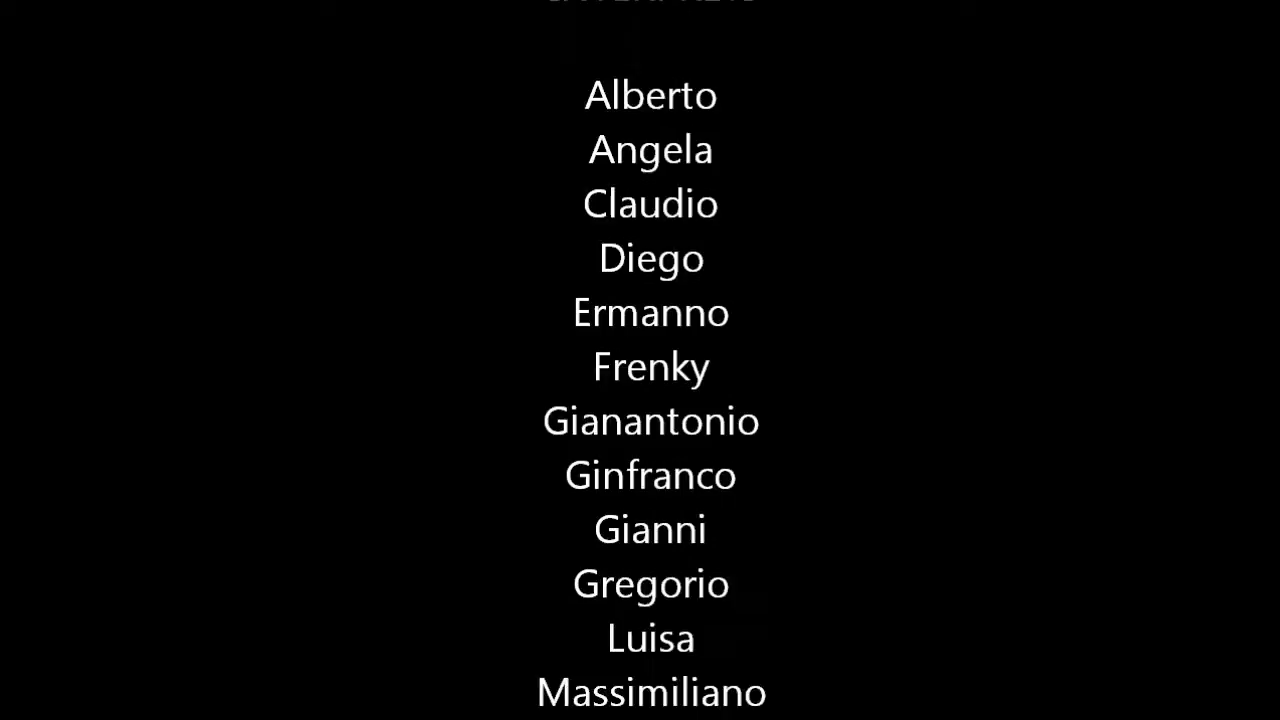 Alberto
Angela
Claudio
Diego
Ermanno
Frenky
Gianantonio
Ginfranco
Gianni
Gregorio
Luisa
Massimiliano